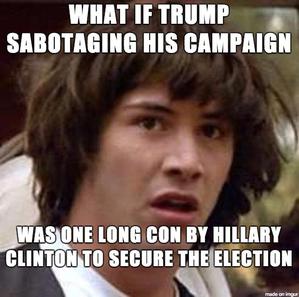 WHAT IF TRUMP
SABOTAGING HIS CAMPAIGN
WAS ONE LONG CON BY HILLARY
CLINTON TO SECURE THE ELECTION
made on imgur